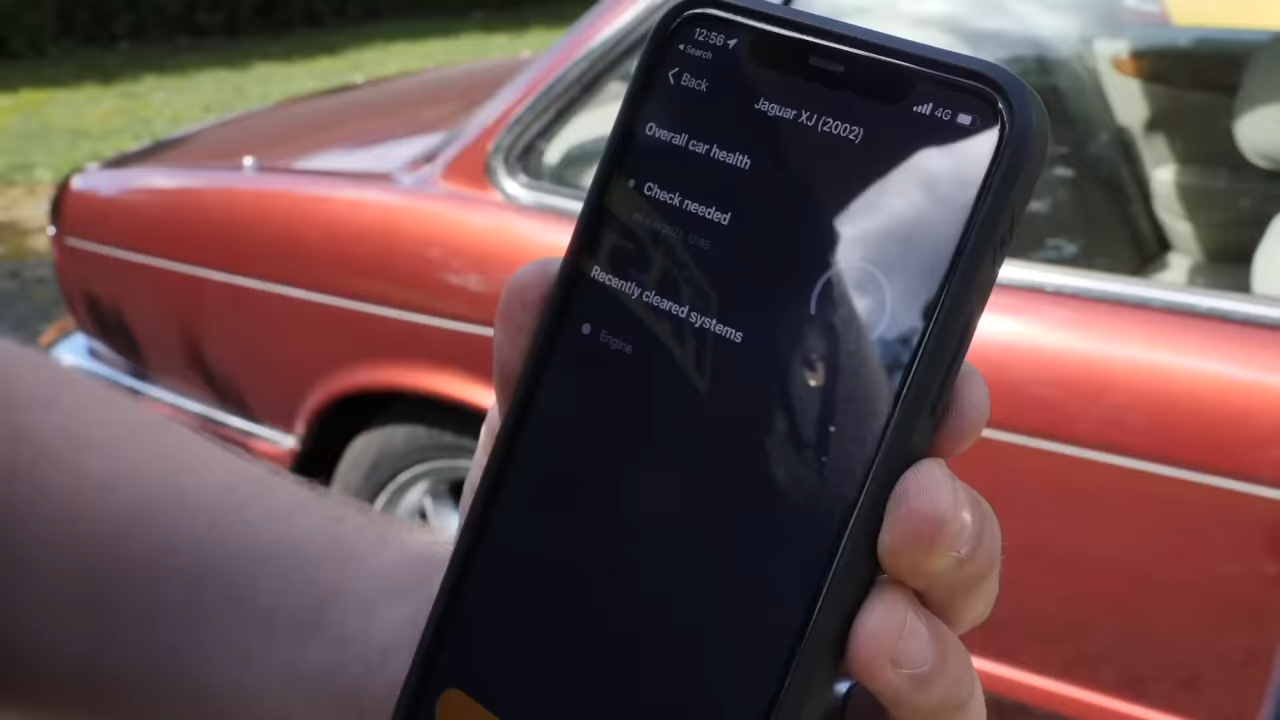 12:56
Search
Back
4G
Jaguar XJ (2002)
Overall car health
Check needed
Recently cleared systems
Engine